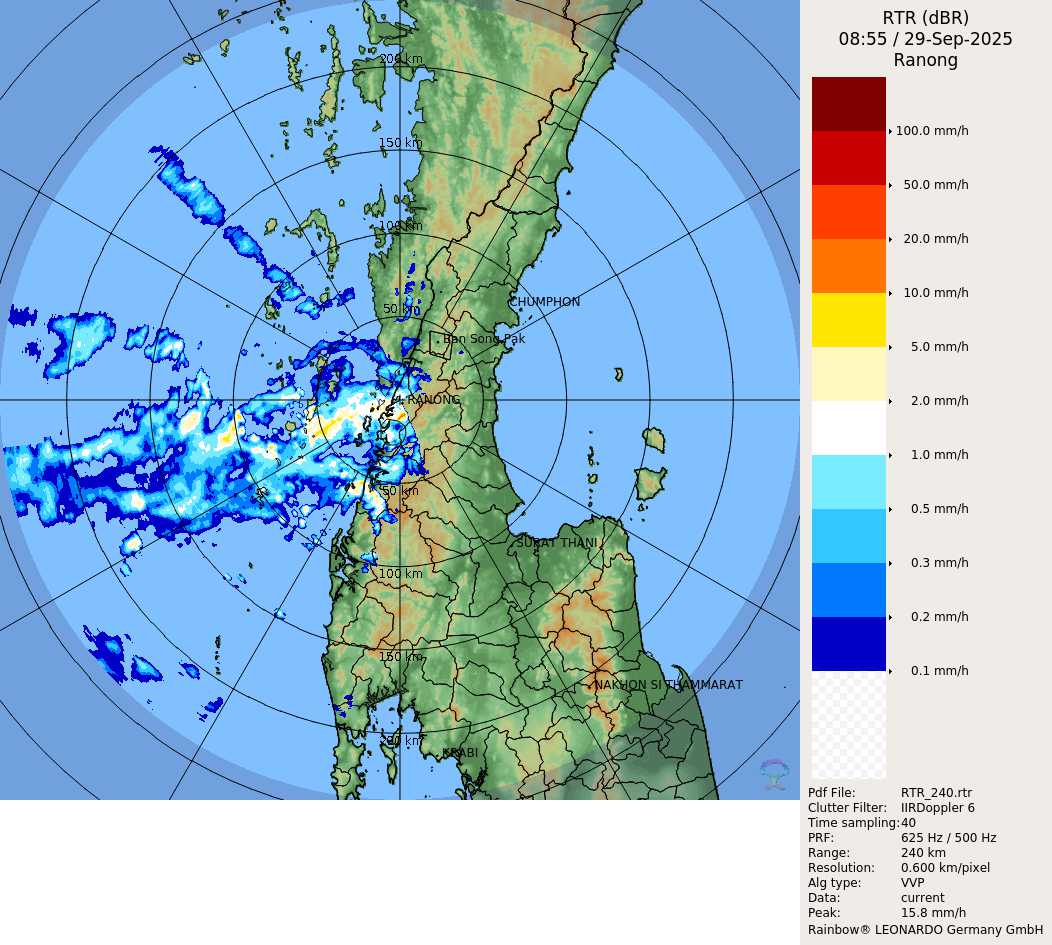 RTR (dBR)
08:55 / 29-Sep-2025
Ranong
100.0 mm/h
50.0 mm/h
20.0 mm/h
10.0 mm/h
5.0 mm/h
2.0 mm/h
1.0 mm/h
0.5 mm/h
0.3 mm/h
0.2 mm/h
0.1 mm/h
200 km
150 km
100 km
50 km
CHUMPHON
Ban Song Pak
RANONG
50 km
SURAT THANI
100 km
150 km
NAKHON SI THAMMARAT
200 km
KRABI
Pdf File: RTR_240.rtr
Clutter Filter: IIRDoppler 6
Time sampling: 40
PRF: 625 Hz / 500 Hz
Range: 240 km
Resolution: 0.600 km/pixel
Alg type: VVP
Data: current
Peak: 15.8 mm/h
Rainbow® LEONARDO Germany GmbH